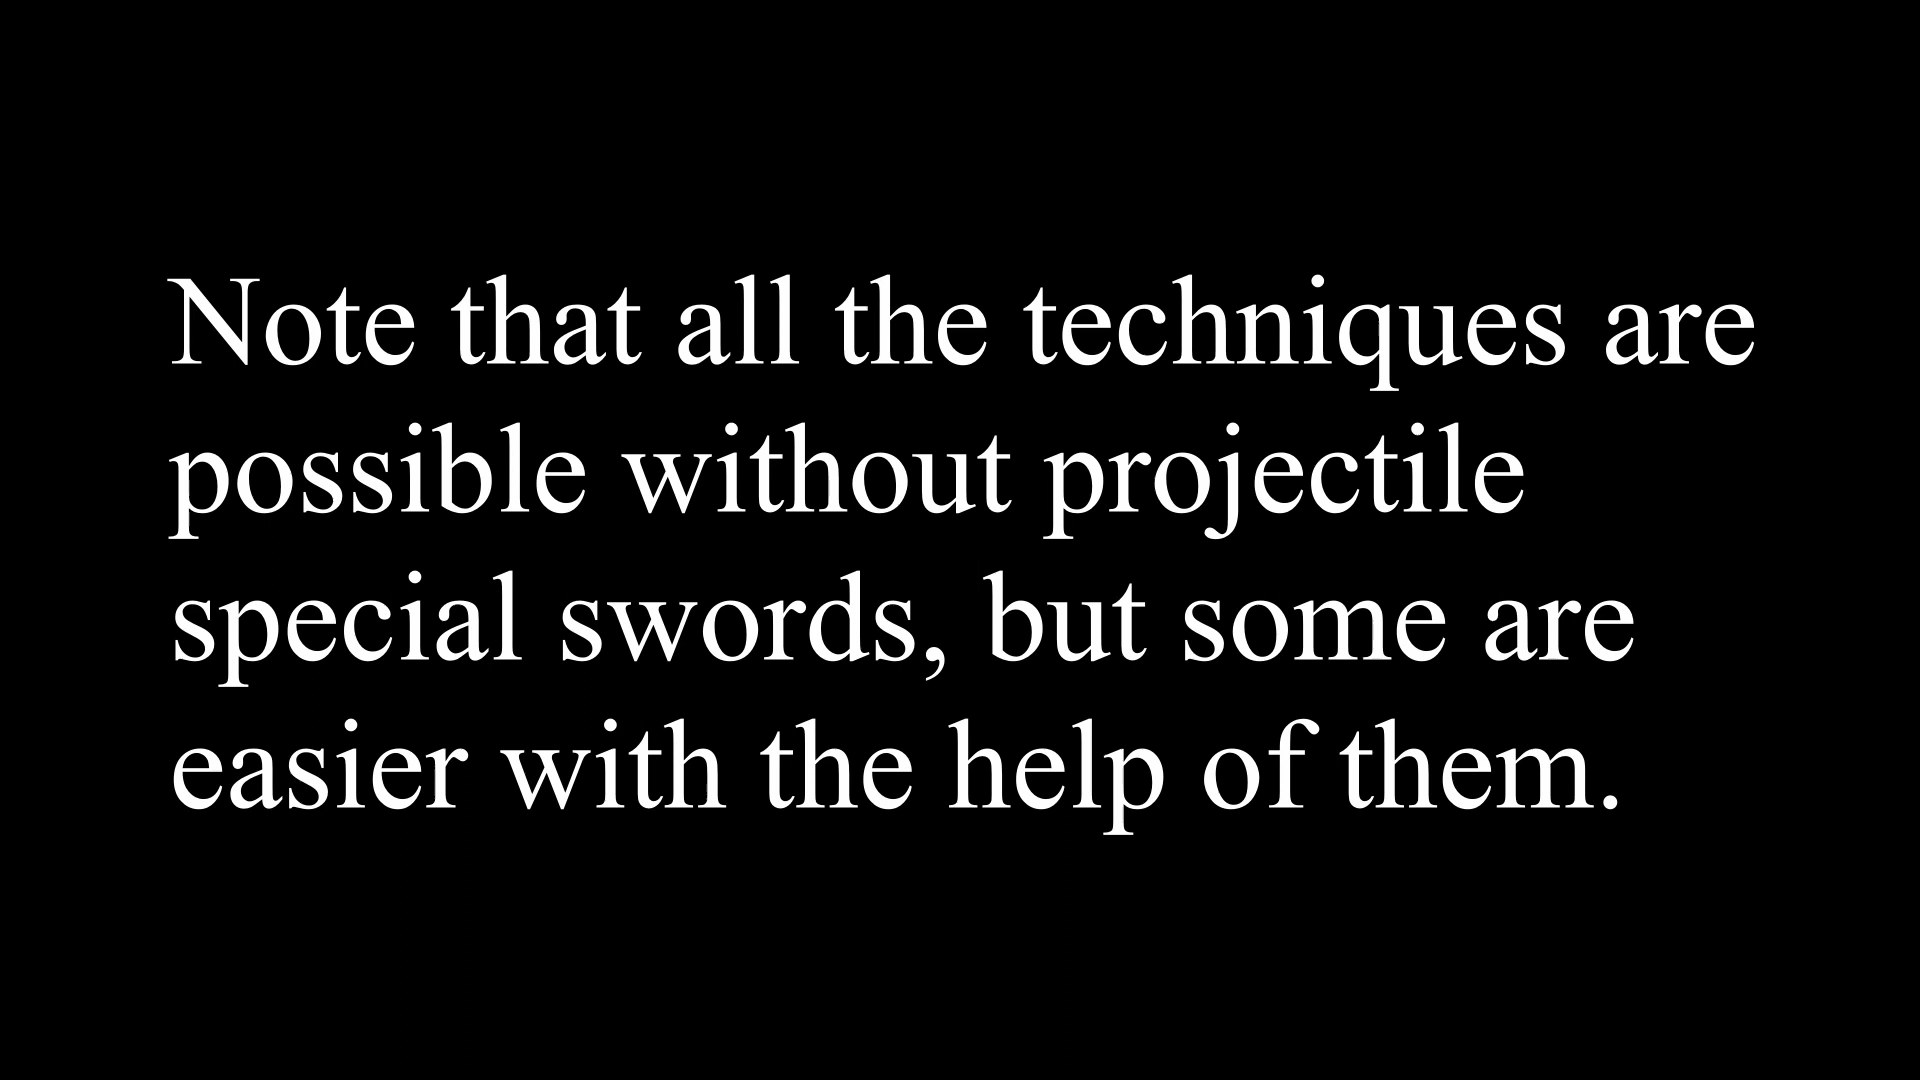 Note that all the techniques are
possible without projectile
special swords, but some are
easier with the help of them.